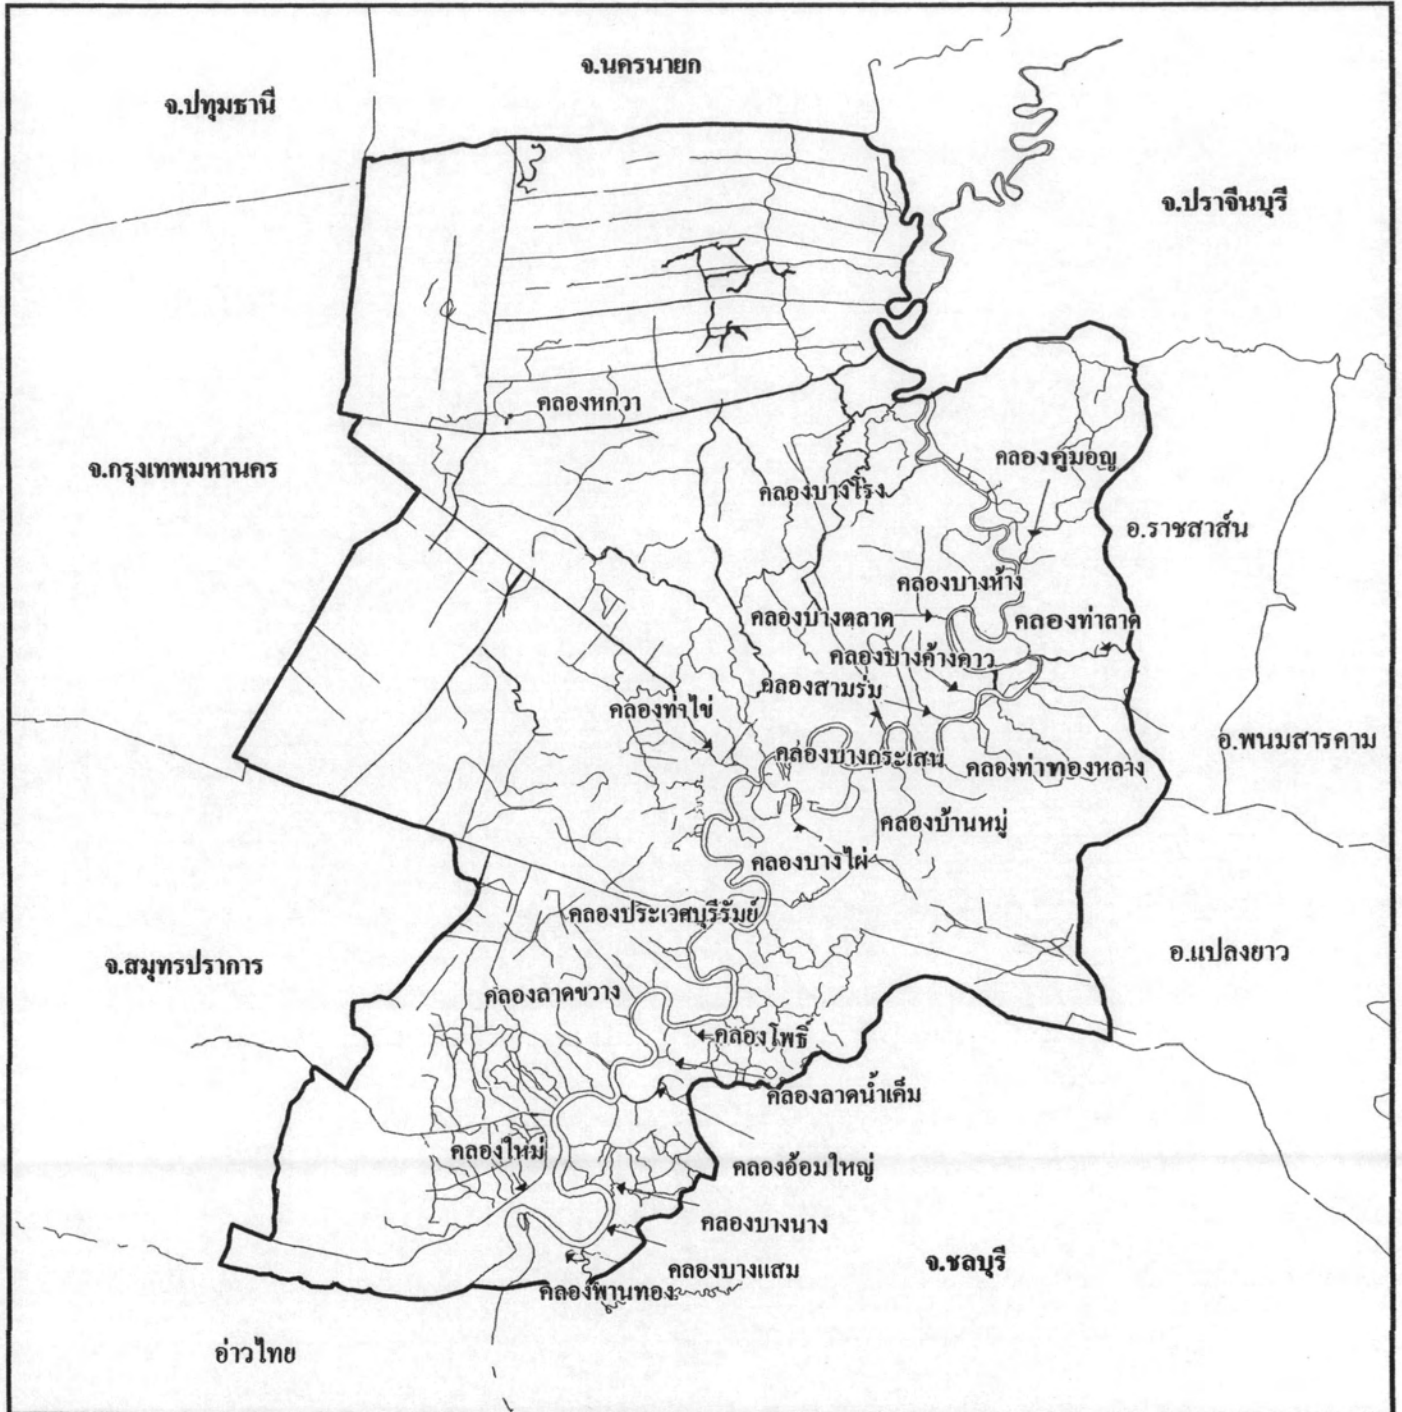 จ.นครนายก
จ.ปทุมธานี
จ.ปราจีนบุรี
คลองหกวา
จ.กรุงเทพมหานคร
คลองคู้มอญ
คลองบางโรง
อ.ราชสาส์น
คลองบางห้าง
คลองบางตลาด
คลองท่าลาด
คลองบางค้างคาว
คลองสามร่ม
คลองท่าไข่
อ.พนมสารคาม
คลองบางกระเสน
คลองท่าทองหลาง
คลองบ้านหมู่
คลองบางไผ่
คลองประเวศบุรีรัมย์
อ.แปลงยาว
จ.สมุทรปราการ
คลองลาดขวาง
คลองโพธิ์
คลองลาดน้ำเค็ม
คลองใหม่
คลองอ้อมใหญ่
คลองบางนาง
จ.ชลบุรี
คลองบางแสม
คลองพานทอง
อ่าวไทย